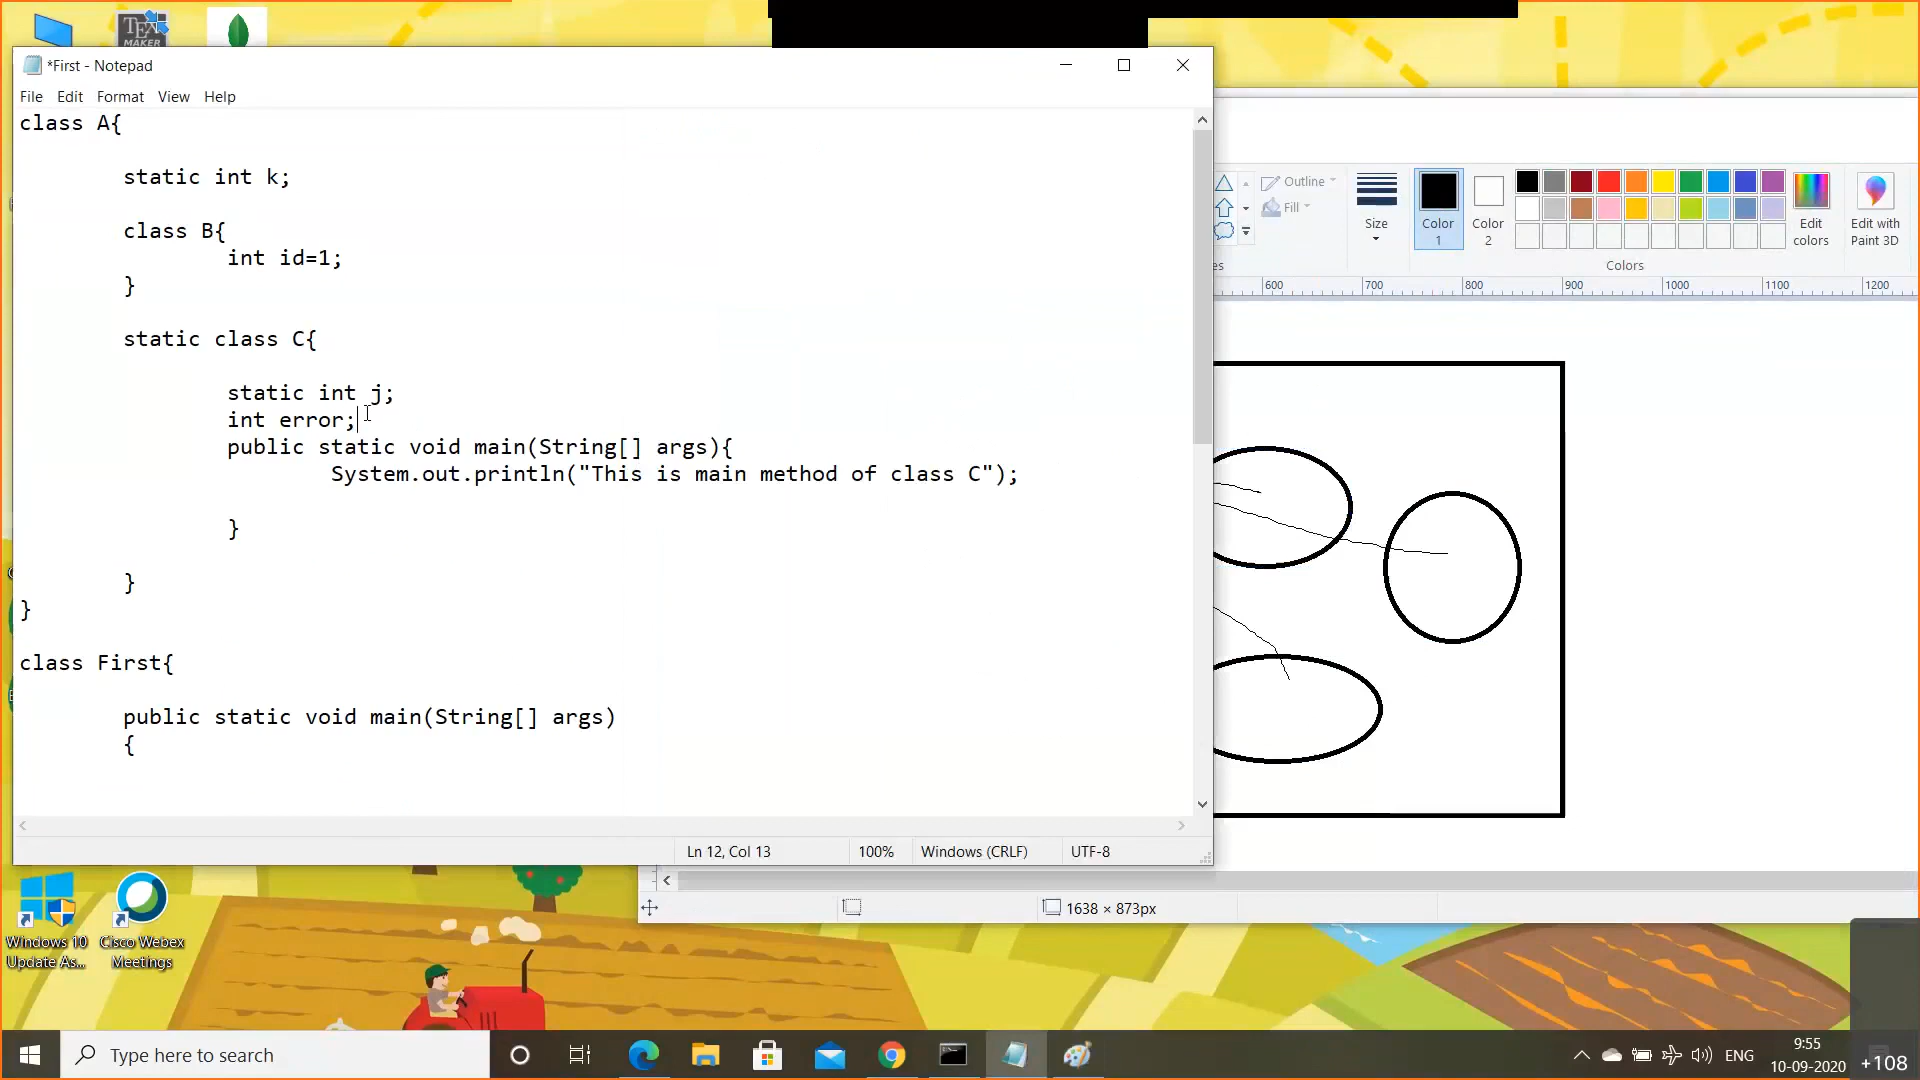 TEX
MAKER
*First - Notepad
File Edit Format View Help
class A{
static int k;
class B{
int id=1;
}
static class C{
static int j;
int error;
public static void main(String[] args){
System.out.println("This is main method of class C");
}
}
}
class First{
public static void main(String[] args)
{
Ln 12, Col 13 100% Windows (CRLF) UTF-8
Outline
Fill
Size
Color
1
Color
2
Edit
colors
Edit with
Paint 3D
es
Colors
600 700 800 900 1000 1100 1200
1638 × 873px
Windows 10
Update As...
Cisco Webex
Meetings
Type here to search
ENG
9:55
10-09-2020
+108